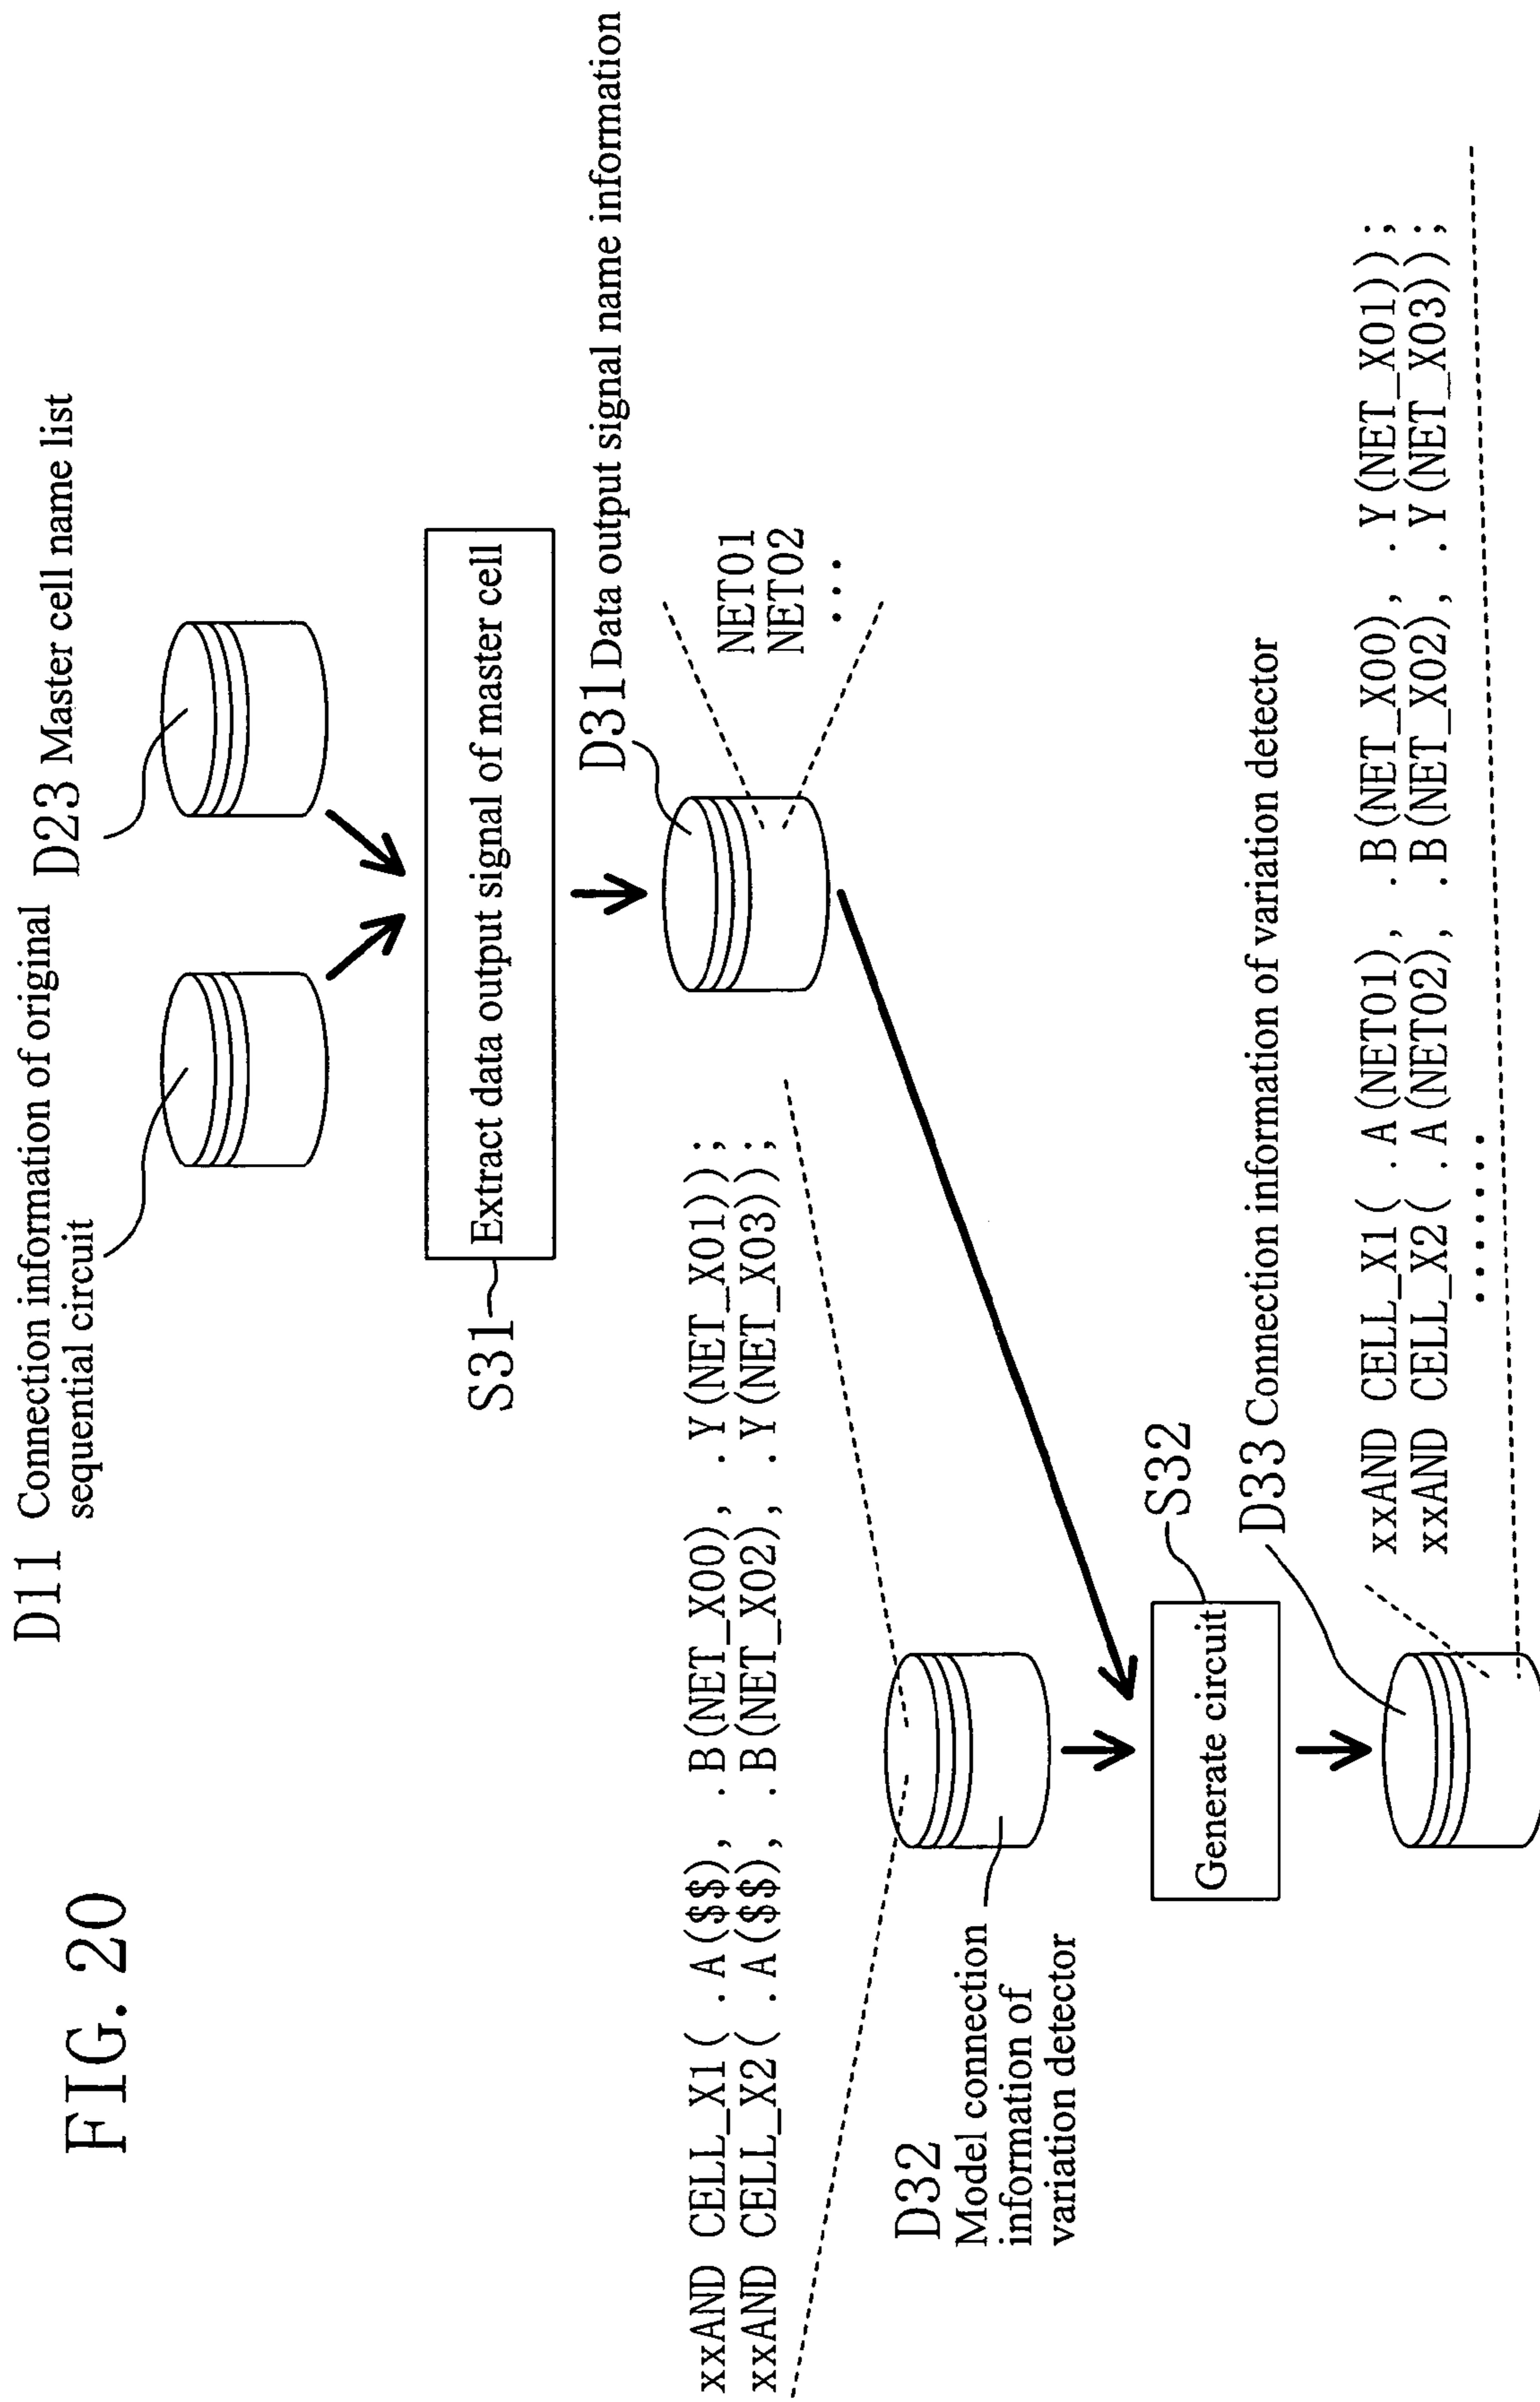 FIG. 20
D11 Connection information of original
sequential circuit
D23 Master cell name list
S31
Extract data output signal of master cell
D31 Data output signal name information
NET01
NET02
...
xxAND CELL_X1( .A($$), .B(NET_X00), .Y(NET_X01));
xxAND CELL_X2( .A($$), .B(NET_X02), .Y(NET_X03));
D32
Model connection
information of
variation detector
Generate circuit
S32
D33 Connection information of variation detector
xxAND CELL_X1( .A(NET01), .B(NET_X00), .Y(NET_X01));
xxAND CELL_X2( .A(NET02), .B(NET_X02), .Y(NET_X03));
.......